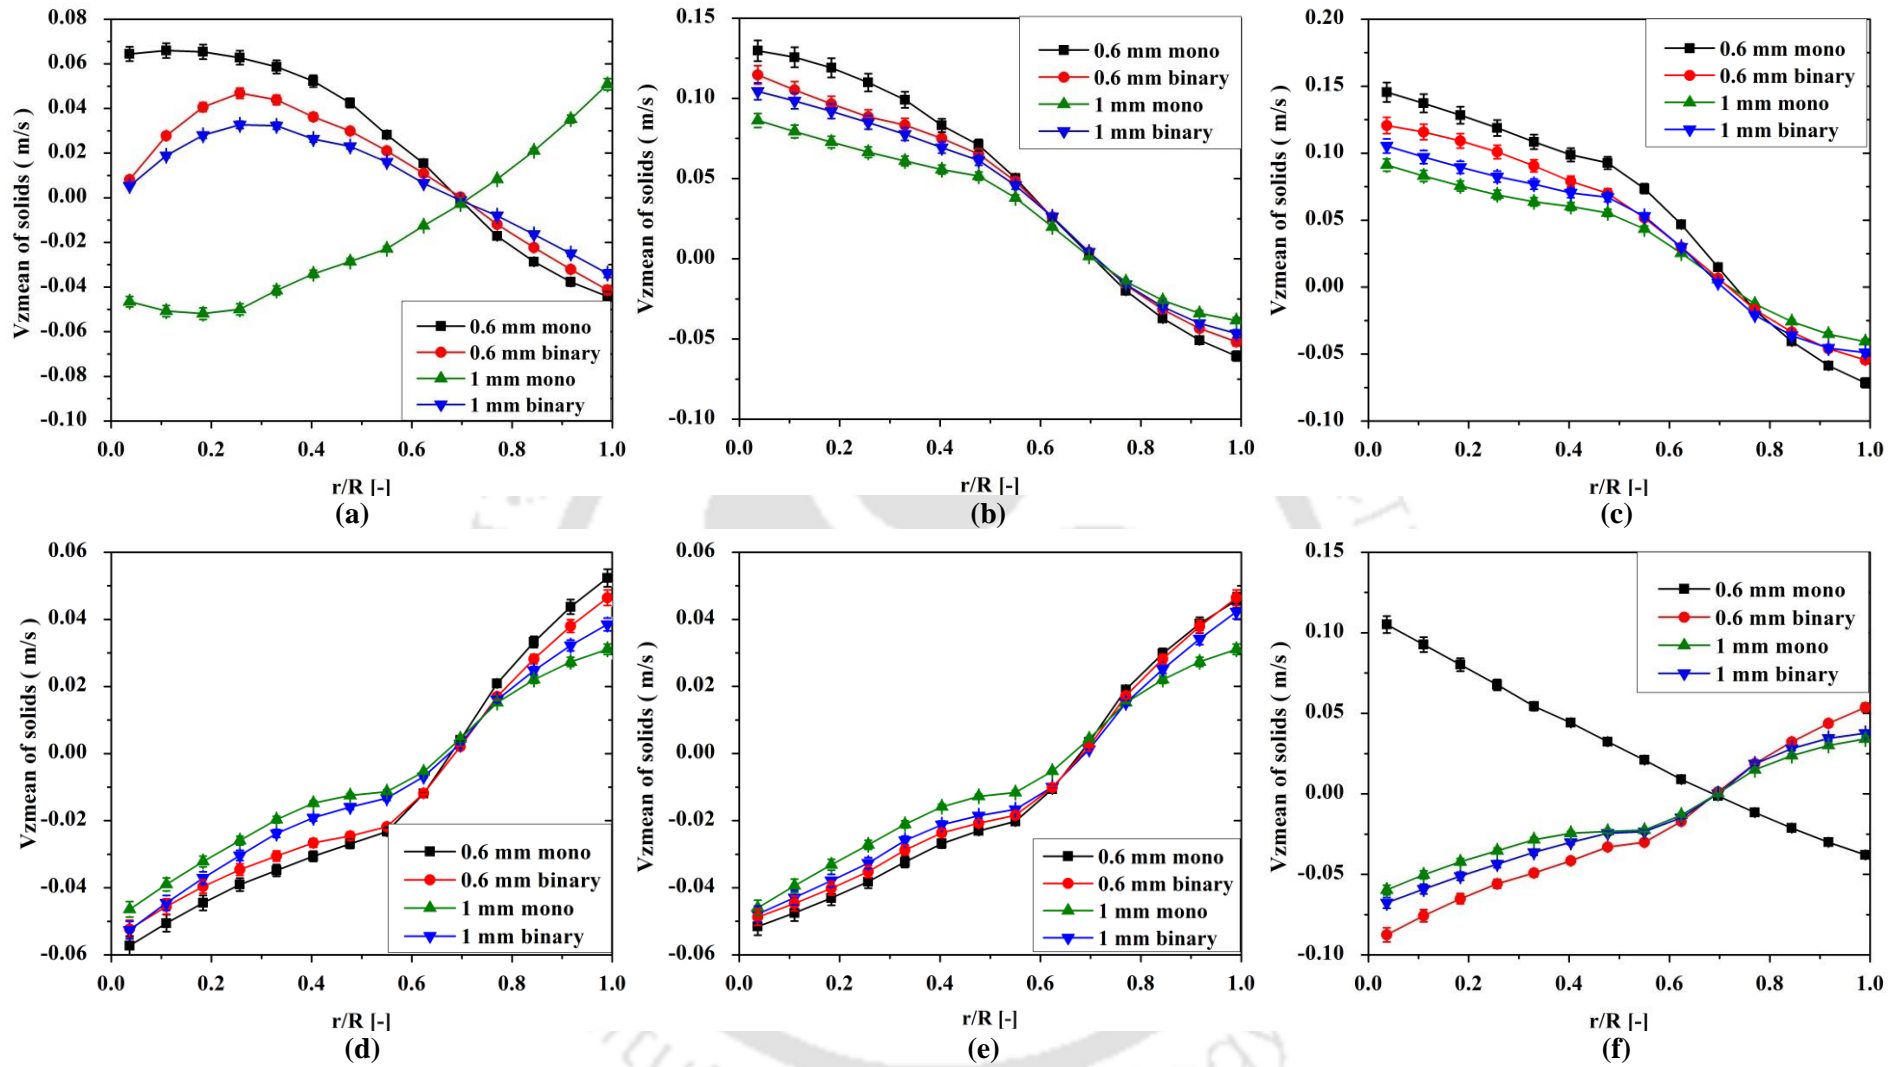 0.08
0.06
0.04
0.02
0.00
-0.02
-0.04
-0.06
-0.08
-0.10
Vzmean of solids ( m/s )
0.6 mm mono
0.6 mm binary
1 mm mono
1 mm binary
0.0 0.2 0.4 0.6 0.8 1.0
r/R [-]
(a)
0.15
0.10
0.05
0.00
-0.05
-0.10
Vzmean of solids ( m/s )
0.6 mm mono
0.6 mm binary
1 mm mono
1 mm binary
0.0 0.2 0.4 0.6 0.8 1.0
r/R [-]
(b)
0.20
0.15
0.10
0.05
0.00
-0.05
-0.10
Vzmean of solids ( m/s )
0.6 mm mono
0.6 mm binary
1 mm mono
1 mm binary
0.0 0.2 0.4 0.6 0.8 1.0
r/R [-]
(c)
0.06
0.04
0.02
0.00
-0.02
-0.04
-0.06
Vzmean of solids ( m/s )
0.6 mm mono
0.6 mm binary
1 mm mono
1 mm binary
0.0 0.2 0.4 0.6 0.8 1.0
r/R [-]
(d)
0.06
0.04
0.02
0.00
-0.02
-0.04
-0.06
Vzmean of solids ( m/s )
0.6 mm mono
0.6 mm binary
1 mm mono
1 mm binary
0.0 0.2 0.4 0.6 0.8 1.0
r/R [-]
(e)
0.15
0.10
0.05
0.00
-0.05
-0.10
Vzmean of solids ( m/s )
0.6 mm mono
0.6 mm binary
1 mm mono
1 mm binary
0.0 0.2 0.4 0.6 0.8 1.0
r/R [-]
(f)